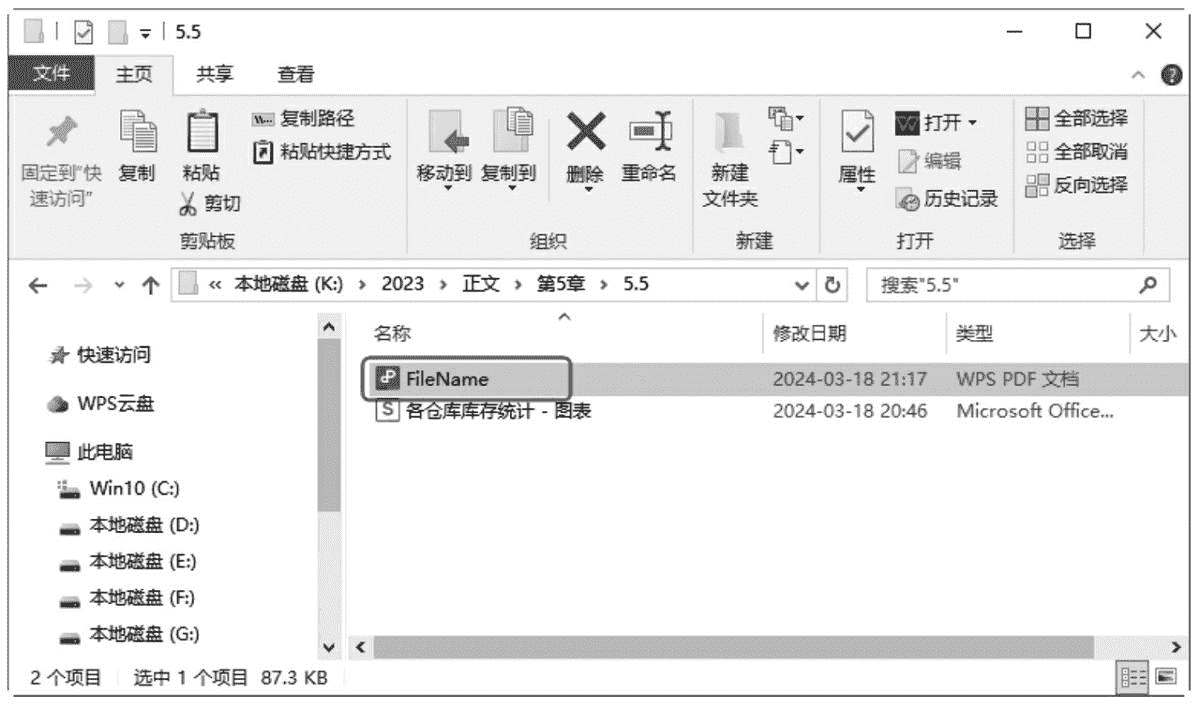 5.5
文件 主页 共享 查看
固定到"快速访问"
复制
粘贴
复制路径
粘贴快捷方式
剪切
剪贴板
移动到 复制到 删除 重命名
组织
新建文件夹
新建
属性
打开
编辑
历史记录
打开
全部选择
全部取消
反向选择
选择
« 本地磁盘 (K:) › 2023 › 正文 › 第5章 › 5.5
搜索"5.5"
快速访问
WPS云盘
此电脑
Win10 (C:)
本地磁盘 (D:)
本地磁盘 (E:)
本地磁盘 (F:)
本地磁盘 (G:)
名称 修改日期 类型 大小
FileName 2024-03-18 21:17 WPS PDF 文档
各仓库库存统计 - 图表 2024-03-18 20:46 Microsoft Office...
2 个项目 选中 1 个项目 87.3 KB